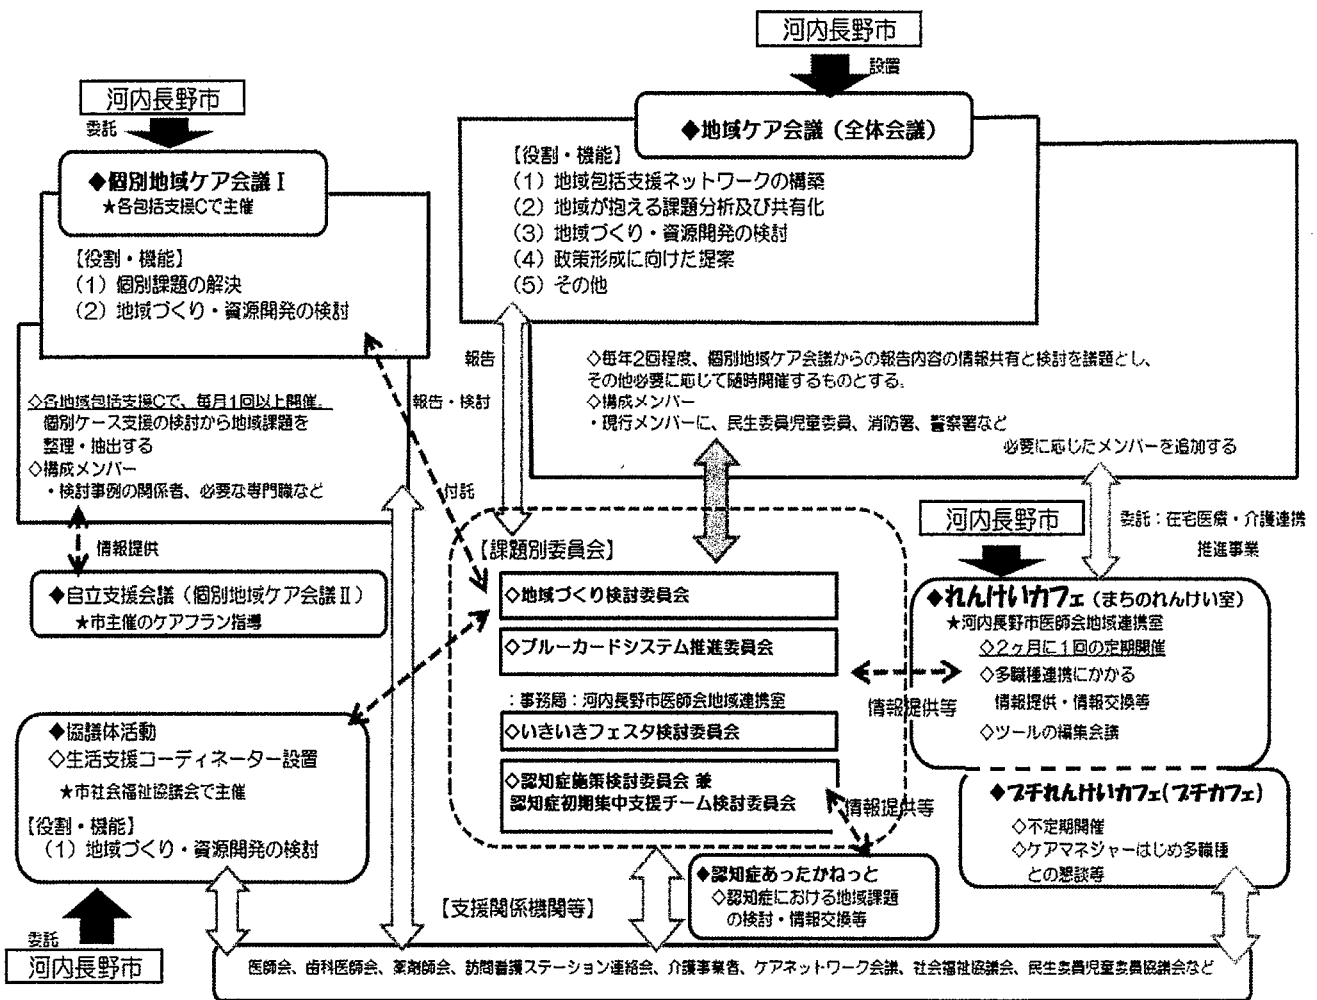 河内長野市
設置
◆地域ケア会議（全体会議）
【役割・機能】
（1）地域包括支援ネットワークの構築
（2）地域が抱える課題分析及び共有化
（3）地域づくり・資源開発の検討
（4）政策形成に向けた提案
（5）その他
◇毎年2回程度、個別地域ケア会議からの報告内容の情報共有と検討を議題とし、
その他必要に応じて随時開催するものとする。
◇構成メンバー
・現行メンバーに、民生委員児童委員、消防署、警察署など
必要に応じたメンバーを追加する
河内長野市
委託
◆個別地域ケア会議Ⅰ
★各包括支援Cで主催
【役割・機能】
（1）個別課題の解決
（2）地域づくり・資源開発の検討
◇各地域包括支援Cで、毎月1回以上開催。
個別ケース支援の検討から地域課題を
整理・抽出する
◇構成メンバー
・検討事例の関係者、必要な専門職など
報告
報告・検討
付託
情報提供
◆自立支援会議（個別地域ケア会議Ⅱ）
★市主催のケアプラン指導
【課題別委員会】
◇地域づくり検討委員会
◇ブルーカードシステム推進委員会
：事務局：河内長野市医師会地域連携室
◇いきいきフェスタ検討委員会
◇認知症施策検討委員会 兼
認知症初期集中支援チーム検討委員会
河内長野市
委託：在宅医療・介護連携
推進事業
◆れんけいカフェ（まちのれんけい室）
★河内長野市医師会地域連携室
◇2ヶ月に1回の定期開催
◇多職種連携にかかる
情報提供・情報交換等
◇ツールの編集会議
情報提供等
◆プチれんけいカフェ（プチカフェ）
◇不定期開催
◇ケアマネジャーはじめ多職種
との懇談等
情報提供等
◆認知症あったかねっと
◇認知症における地域課題
の検討・情報交換等
◆協議体活動
◇生活支援コーディネーター設置
★市社会福祉協議会で主催
【役割・機能】
（1）地域づくり・資源開発の検討
委託
河内長野市
【支援関係機関等】
医師会、歯科医師会、薬剤師会、訪問看護ステーション連絡会、介護事業者、ケアネットワーク会議、社会福祉協議会、民生委員児童委員協議会など